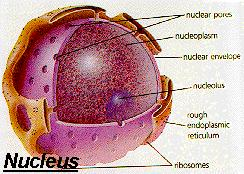 nuclear pores
nucleoplasm
nuclear envelope
nucleolus
rough
endoplasmic
reticulum
ribosomes
Nucleus